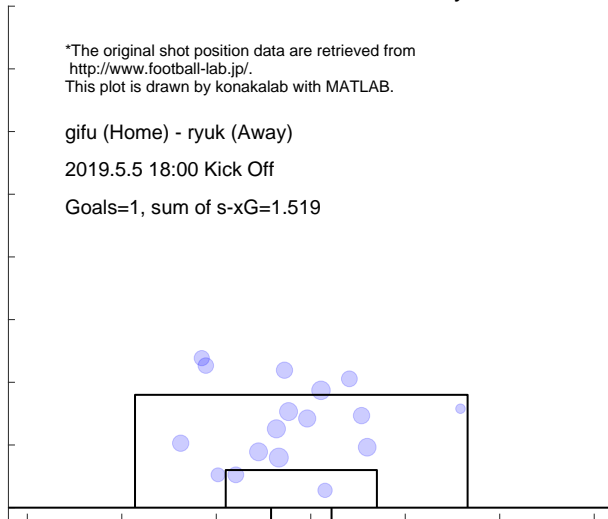 *The original shot position data are retrieved from
http://www.football-lab.jp/.
This plot is drawn by konakalab with MATLAB.
gifu (Home) - ryuk (Away)
2019.5.5 18:00 Kick Off
Goals=1, sum of s-xG=1.519